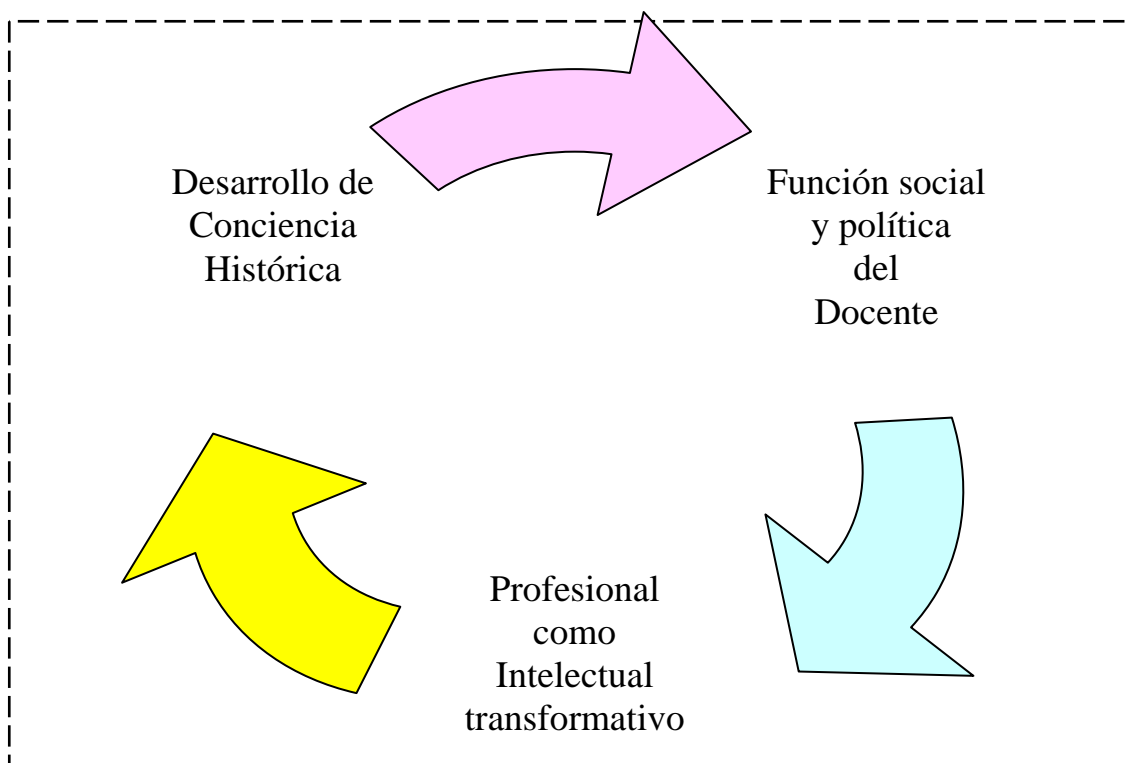 Desarrollo de
Conciencia
Histórica
Función social
y política
del
Docente
Profesional
como
Intelectual
transformativo